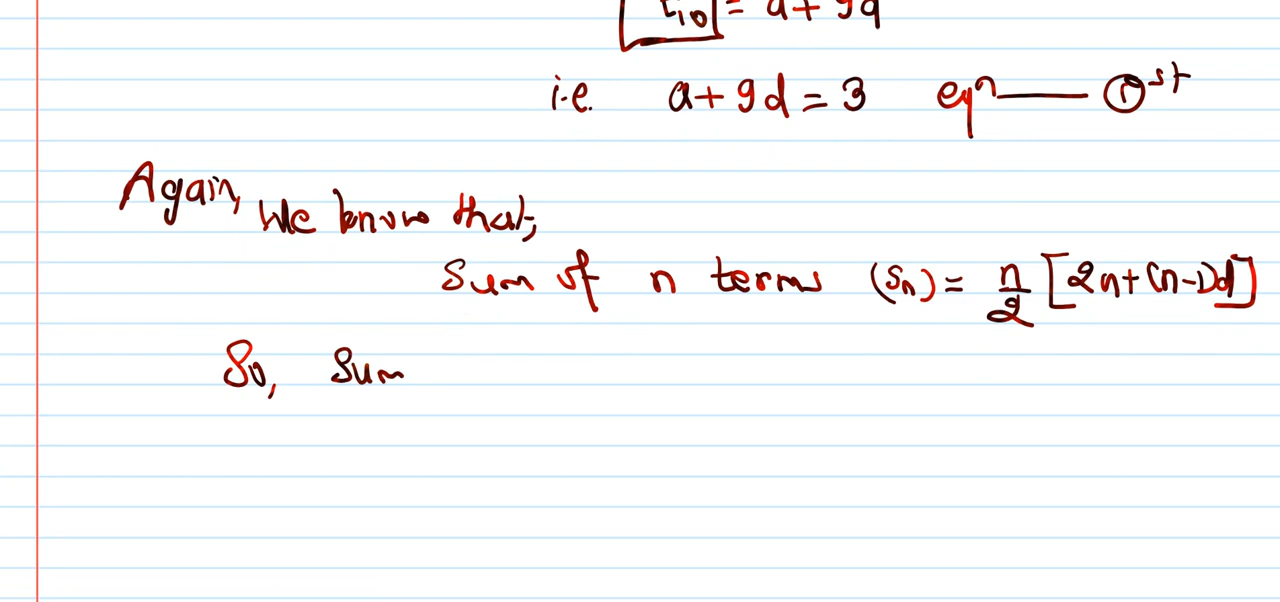 t₁₀ = a + 9d
i.e. a + 9d = 3 eqⁿ —— ①ˢᵗ
Again, We know that,
Sum of n terms (Sₙ) = n/2 [2a + (n-1)d]
So, Sum